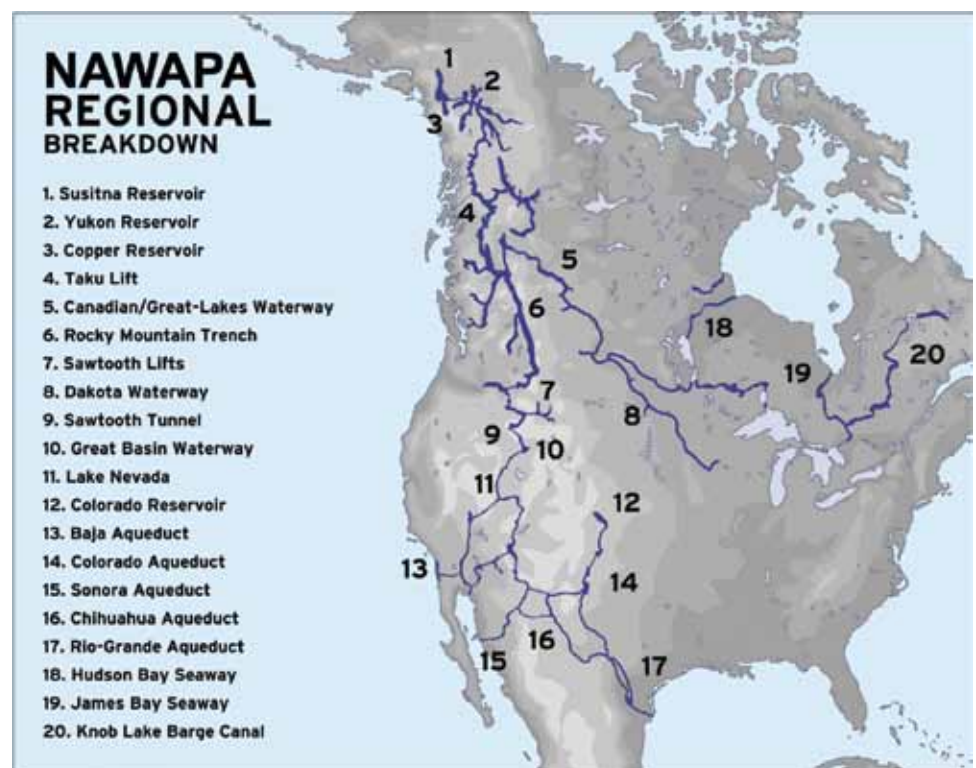 NAWAPA
REGIONAL
BREAKDOWN
1. Susitna Reservoir
2. Yukon Reservoir
3. Copper Reservoir
4. Taku Lift
5. Canadian/Great-Lakes Waterway
6. Rocky Mountain Trench
7. Sawtooth Lifts
8. Dakota Waterway
9. Sawtooth Tunnel
10. Great Basin Waterway
11. Lake Nevada
12. Colorado Reservoir
13. Baja Aqueduct
14. Colorado Aqueduct
15. Sonora Aqueduct
16. Chihuahua Aqueduct
17. Rio-Grande Aqueduct
18. Hudson Bay Seaway
19. James Bay Seaway
20. Knob Lake Barge Canal
1
2
3
4
5
6
18
19
20
7
8
9
10
11
12
13
14
15
16
17